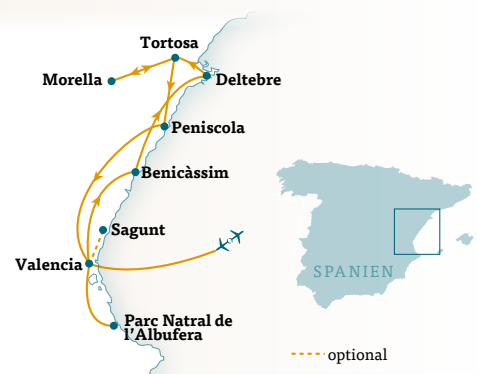 Tortosa
Morella
Deltebre
Peniscola
Benicàssim
Sagunt
Valencia
SPANIEN
Parc Natral de
l'Albufera
optional